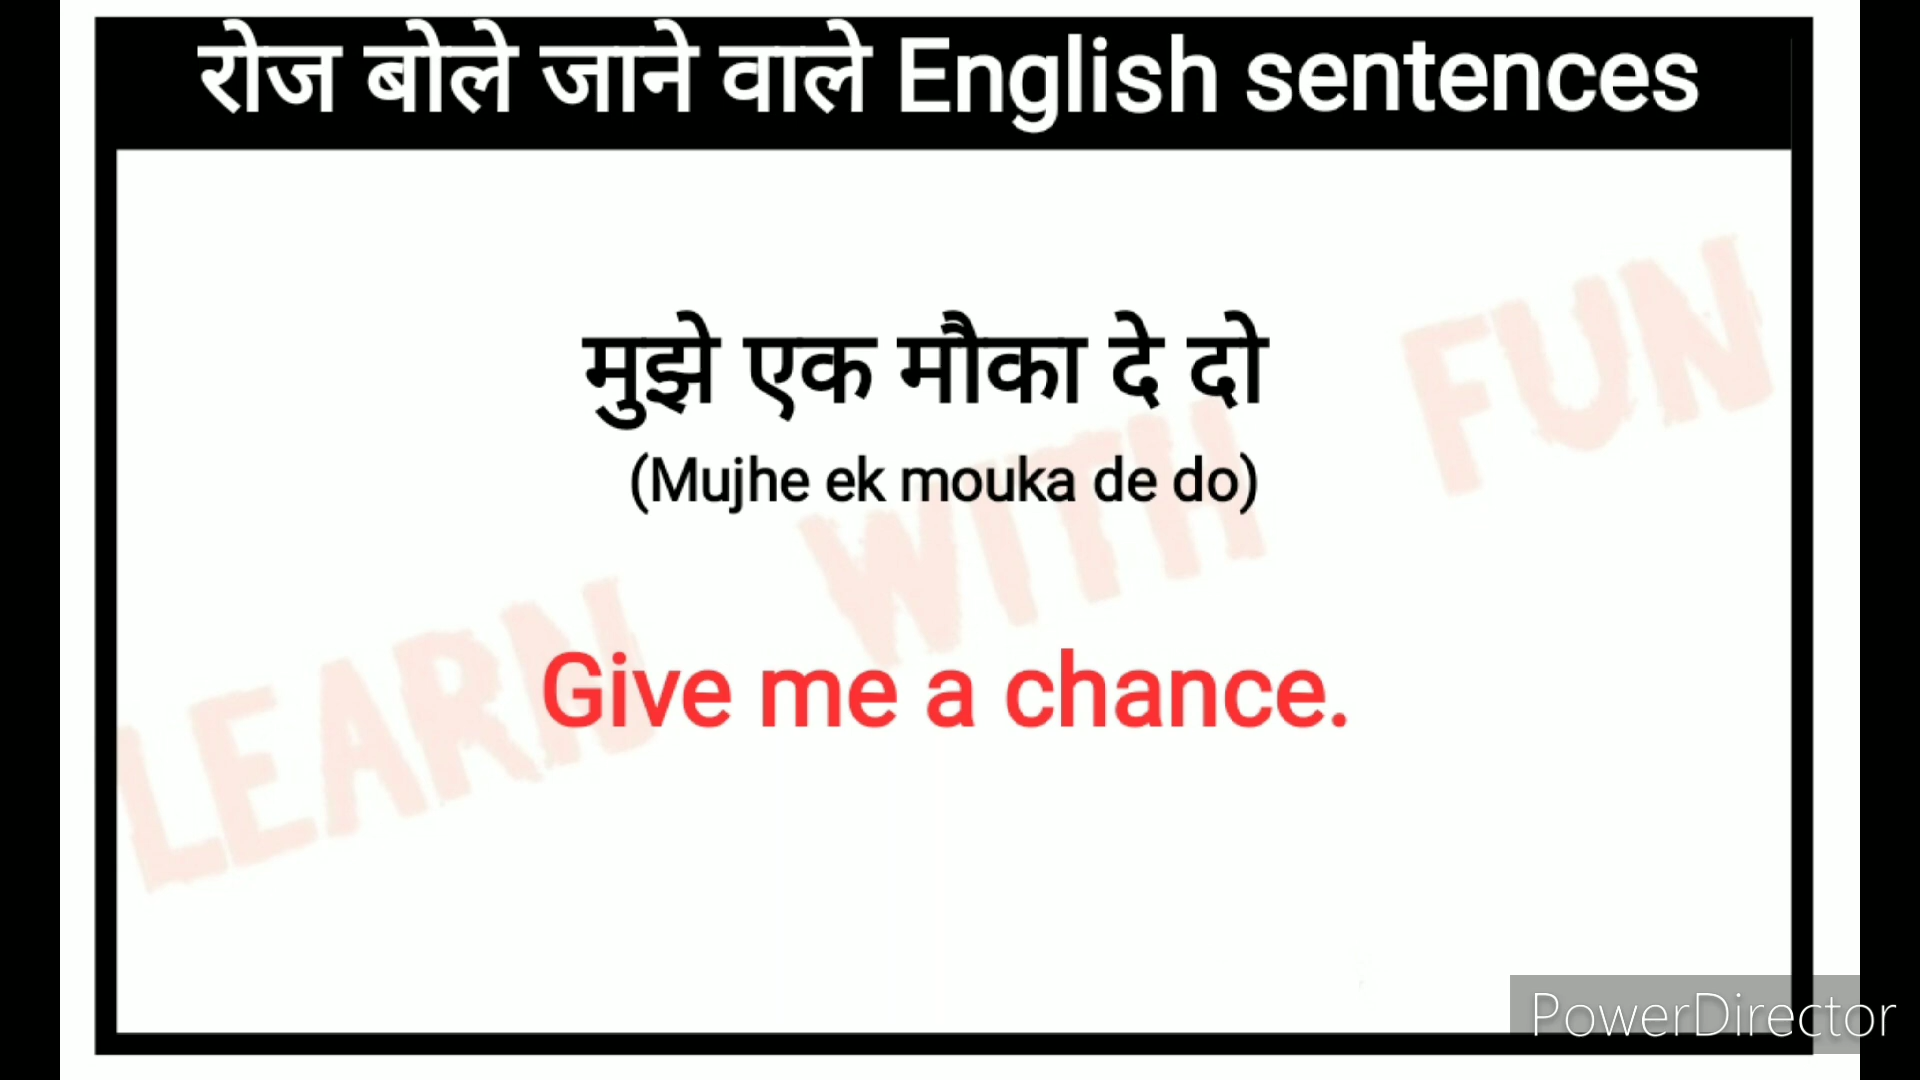 रोज बोले जाने वाले English sentences
मुझे एक मौका दे दो
(Mujhe ek mouka de do)
Give me a chance.
LEARN WITH FUN
PowerDirector